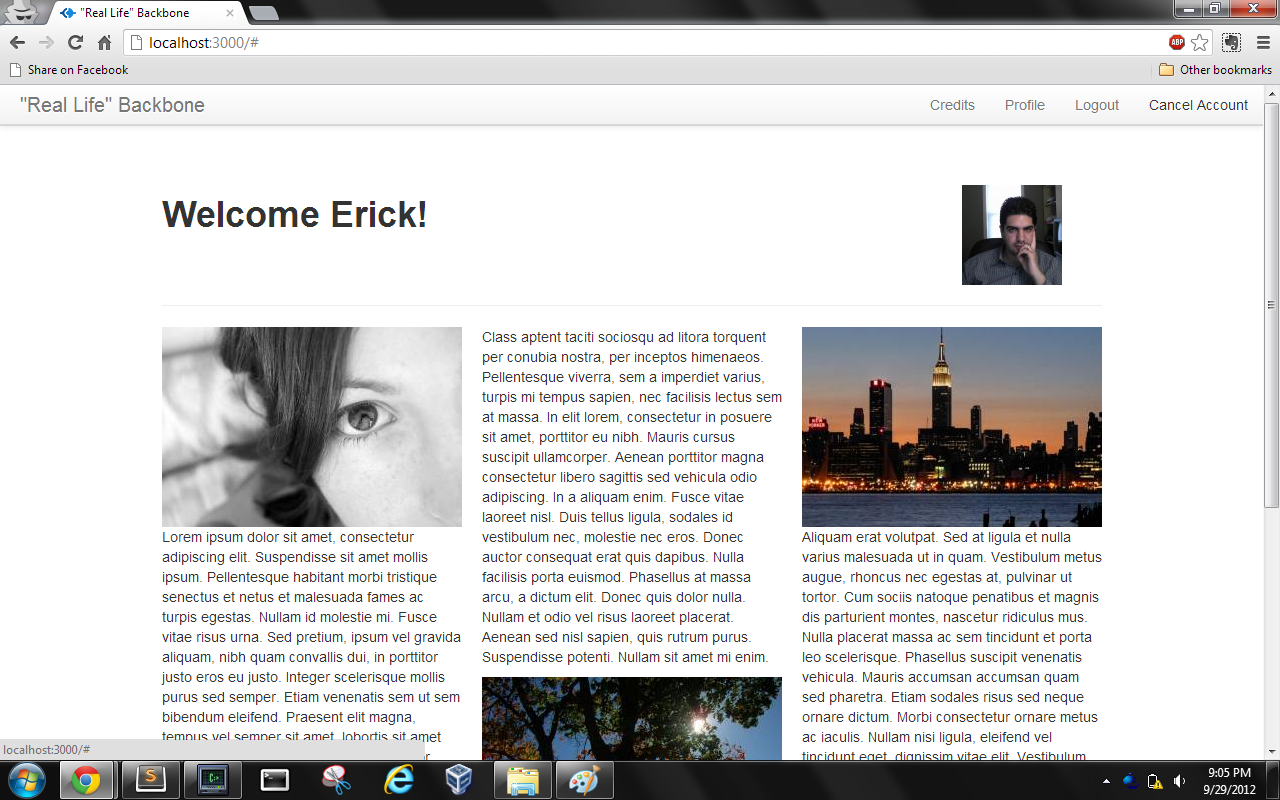 "Real Life" Backbone
localhost:3000/#
ABP
Share on Facebook
Other bookmarks
"Real Life" Backbone
Credits
Profile
Logout
Cancel Account
Welcome Erick!
Lorem ipsum dolor sit amet, consectetur
adipiscing elit. Suspendisse sit amet mollis
ipsum. Pellentesque habitant morbi tristique
senectus et netus et malesuada fames ac
turpis egestas. Nullam id molestie mi. Fusce
vitae risus urna. Sed pretium, ipsum vel gravida
aliquam, nibh quam convallis dui, in porttitor
justo eros eu justo. Integer scelerisque mollis
purus sed semper. Etiam venenatis sem ut sem
bibendum eleifend. Praesent elit magna,
tempus vel semper sit amet, lobortis sit amet
Class aptent taciti sociosqu ad litora torquent
per conubia nostra, per inceptos himenaeos.
Pellentesque viverra, sem a imperdiet varius,
turpis mi tempus sapien, nec facilisis lectus sem
at massa. In elit lorem, consectetur in posuere
sit amet, porttitor eu nibh. Mauris cursus
suscipit ullamcorper. Aenean porttitor magna
consectetur libero sagittis sed vehicula odio
adipiscing. In a aliquam enim. Fusce vitae
laoreet nisl. Duis tellus ligula, sodales id
vestibulum nec, molestie nec eros. Donec
auctor consequat erat quis dapibus. Nulla
facilisis porta euismod. Phasellus at massa
arcu, a dictum elit. Donec quis dolor nulla.
Nullam et odio vel risus laoreet placerat.
Aenean sed nisl sapien, quis rutrum purus.
Suspendisse potenti. Nullam sit amet mi enim.
NEW
YORKER
Aliquam erat volutpat. Sed at ligula et nulla
varius malesuada ut in quam. Vestibulum metus
augue, rhoncus nec egestas at, pulvinar ut
tortor. Cum sociis natoque penatibus et magnis
dis parturient montes, nascetur ridiculus mus.
Nulla placerat massa ac sem tincidunt et porta
leo scelerisque. Phasellus suscipit venenatis
vehicula. Mauris accumsan accumsan quam
sed pharetra. Etiam sodales risus sed neque
ornare dictum. Morbi consectetur ornare metus
ac iaculis. Nullam nisi ligula, eleifend vel
tincidunt eget, dignissim vitae elit. Vestibulum
localhost:3000/#
9:05 PM
9/29/2012